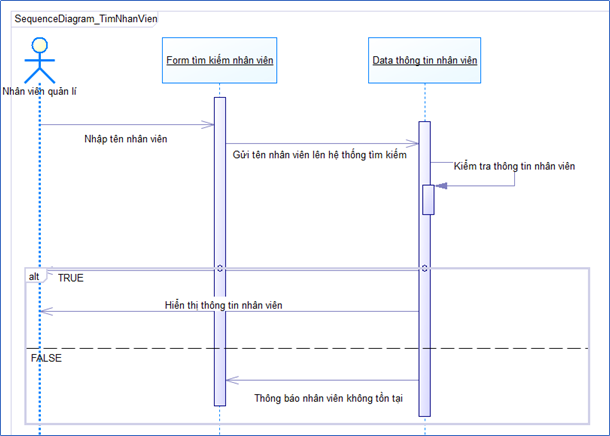 SequenceDiagram_TimNhanVien
Form tìm kiếm nhân viên
Data thông tin nhân viên
Nhân viên quản lí
Nhập tên nhân viên
Gửi tên nhân viên lên hệ thống tìm kiếm
Kiểm tra thông tin nhân viên
alt
TRUE
Hiển thị thông tin nhân viên
FALSE
Thông báo nhân viên không tồn tại